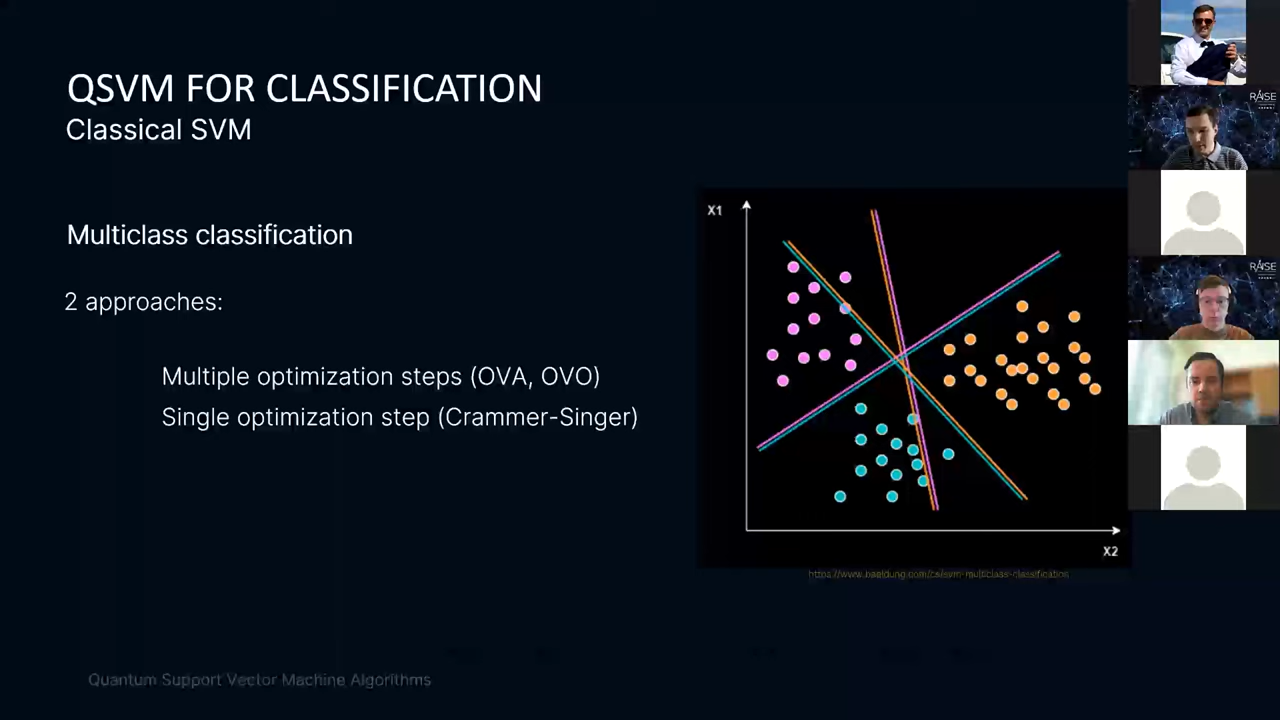 QSVM FOR CLASSIFICATION
Classical SVM
Multiclass classification
2 approaches:
Multiple optimization steps (OVA, OVO)
Single optimization step (Crammer-Singer)
X1
X2
https://www.baeldung.com/cs/svm-multiclass-classification
Quantum Support Vector Machine Algorithms
RAISE
RAISE